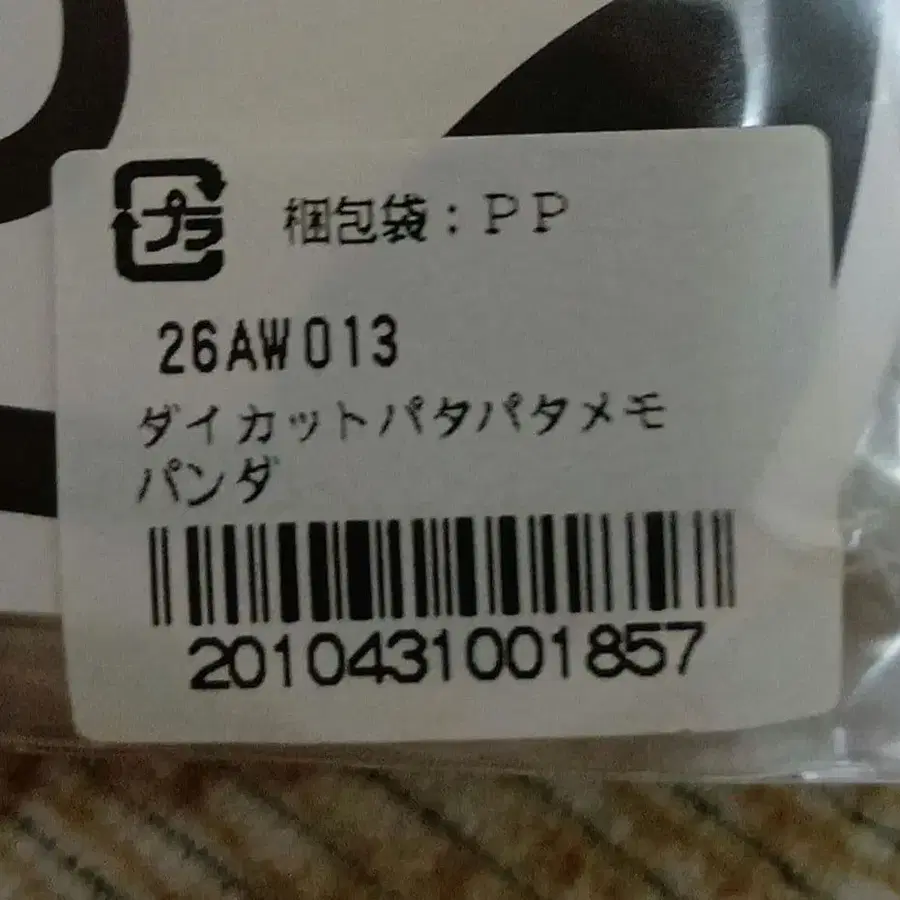 プラ 梱包袋：PP
26AW013
ダイカットパタパタメモ
パンダ
2010431001857